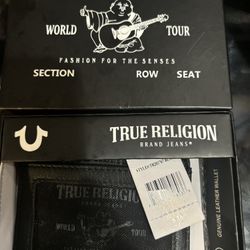 WORLD TOUR
FASHION FOR THE SENSES
SECTION ROW SEAT
TRUE RELIGION
BRAND JEANS®
TRUE RELIGION
WORLD TOUR
GENUINE LEATHER WALLET